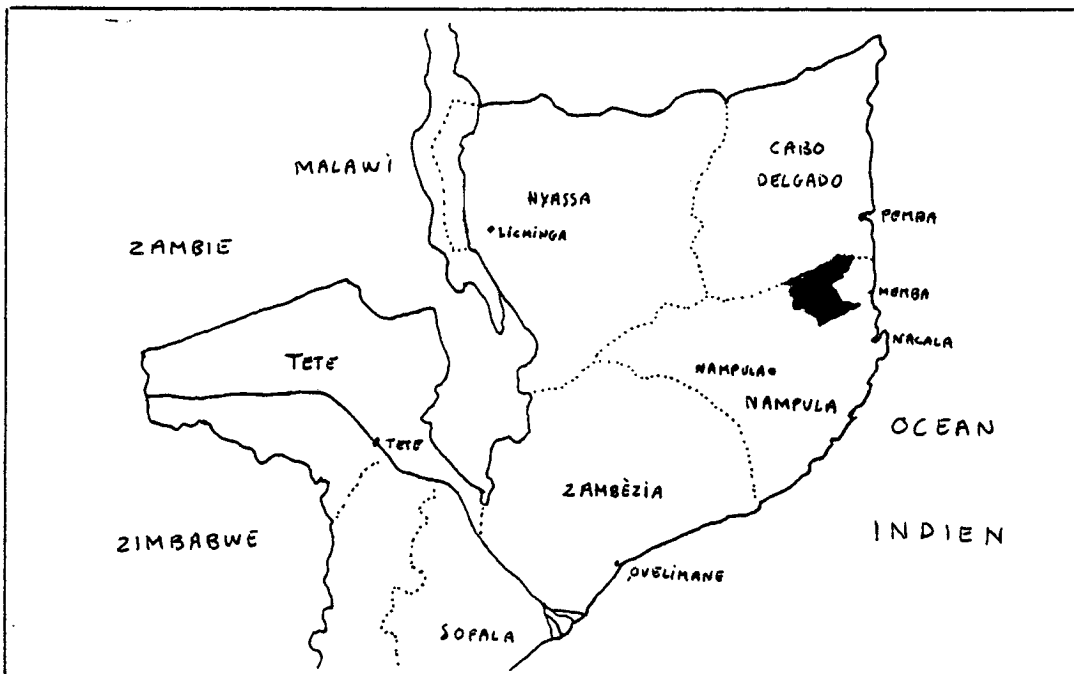 MALAWI
ZAMBIE
NYASSA
LICHINGA
CABO
DELGADO
PEMBA
MEMBA
NACALA
TETE
TETE
NAMPULA
NAMPULA
OCEAN
INDIEN
ZAMBÈZIA
ZIMBABWE
QUELIMANE
SOFALA